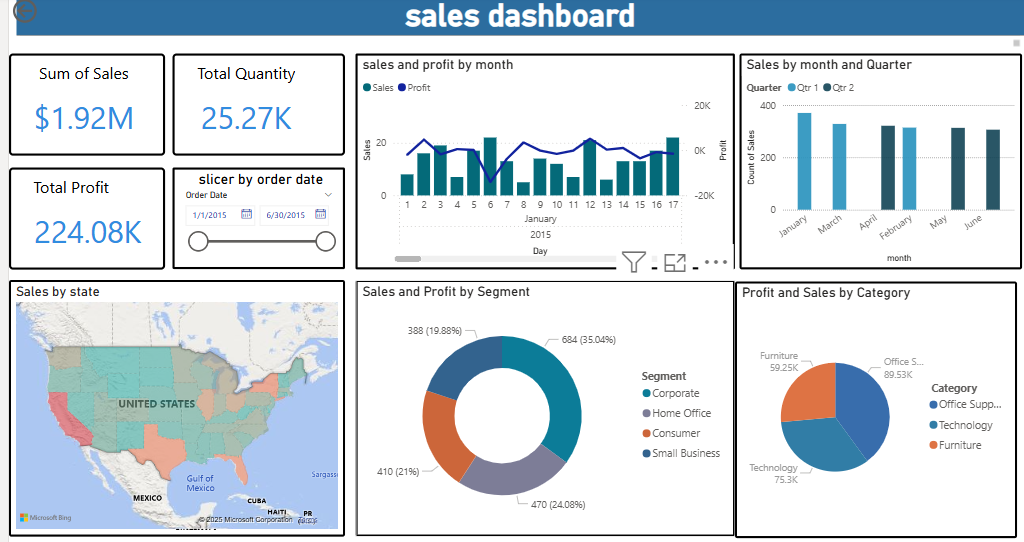 sales dashboard
Sum of Sales
$1.92M
Total Quantity
25.27K
Total Profit
224.08K
slicer by order date
Order Date
1/1/2015
6/30/2015
sales and profit by month
Sales Profit
Sales
20
0
20K
0K
-20K
Profit
1 2 3 4 5 6 7 8 9 10 11 12 13 14 15 16 17
January
2015
Day
Sales by month and Quarter
Quarter Qtr 1 Qtr 2
Count of Sales
400
200
0
January March April February May June
month
Sales by state
UNITED STATES
MEXICO
Gulf of
Mexico
CUBA
HAITI
PR
Sargass
Microsoft Bing
© 2025 Microsoft Corporation
Sales and Profit by Segment
388 (19.88%)
684 (35.04%)
410 (21%)
470 (24.08%)
Segment
Corporate
Home Office
Consumer
Small Business
Profit and Sales by Category
Furniture
59.25K
Office S...
89.53K
Technology
75.3K
Category
Office Supp...
Technology
Furniture